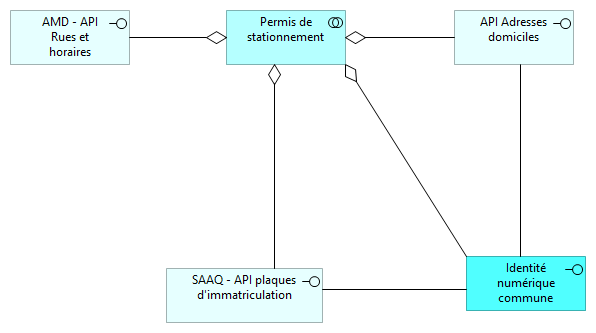 AMD - API
Rues et
horaires
Permis de
stationnement
API Adresses
domiciles
SAAQ - API plaques
d'immatriculation
Identité
numérique
commune